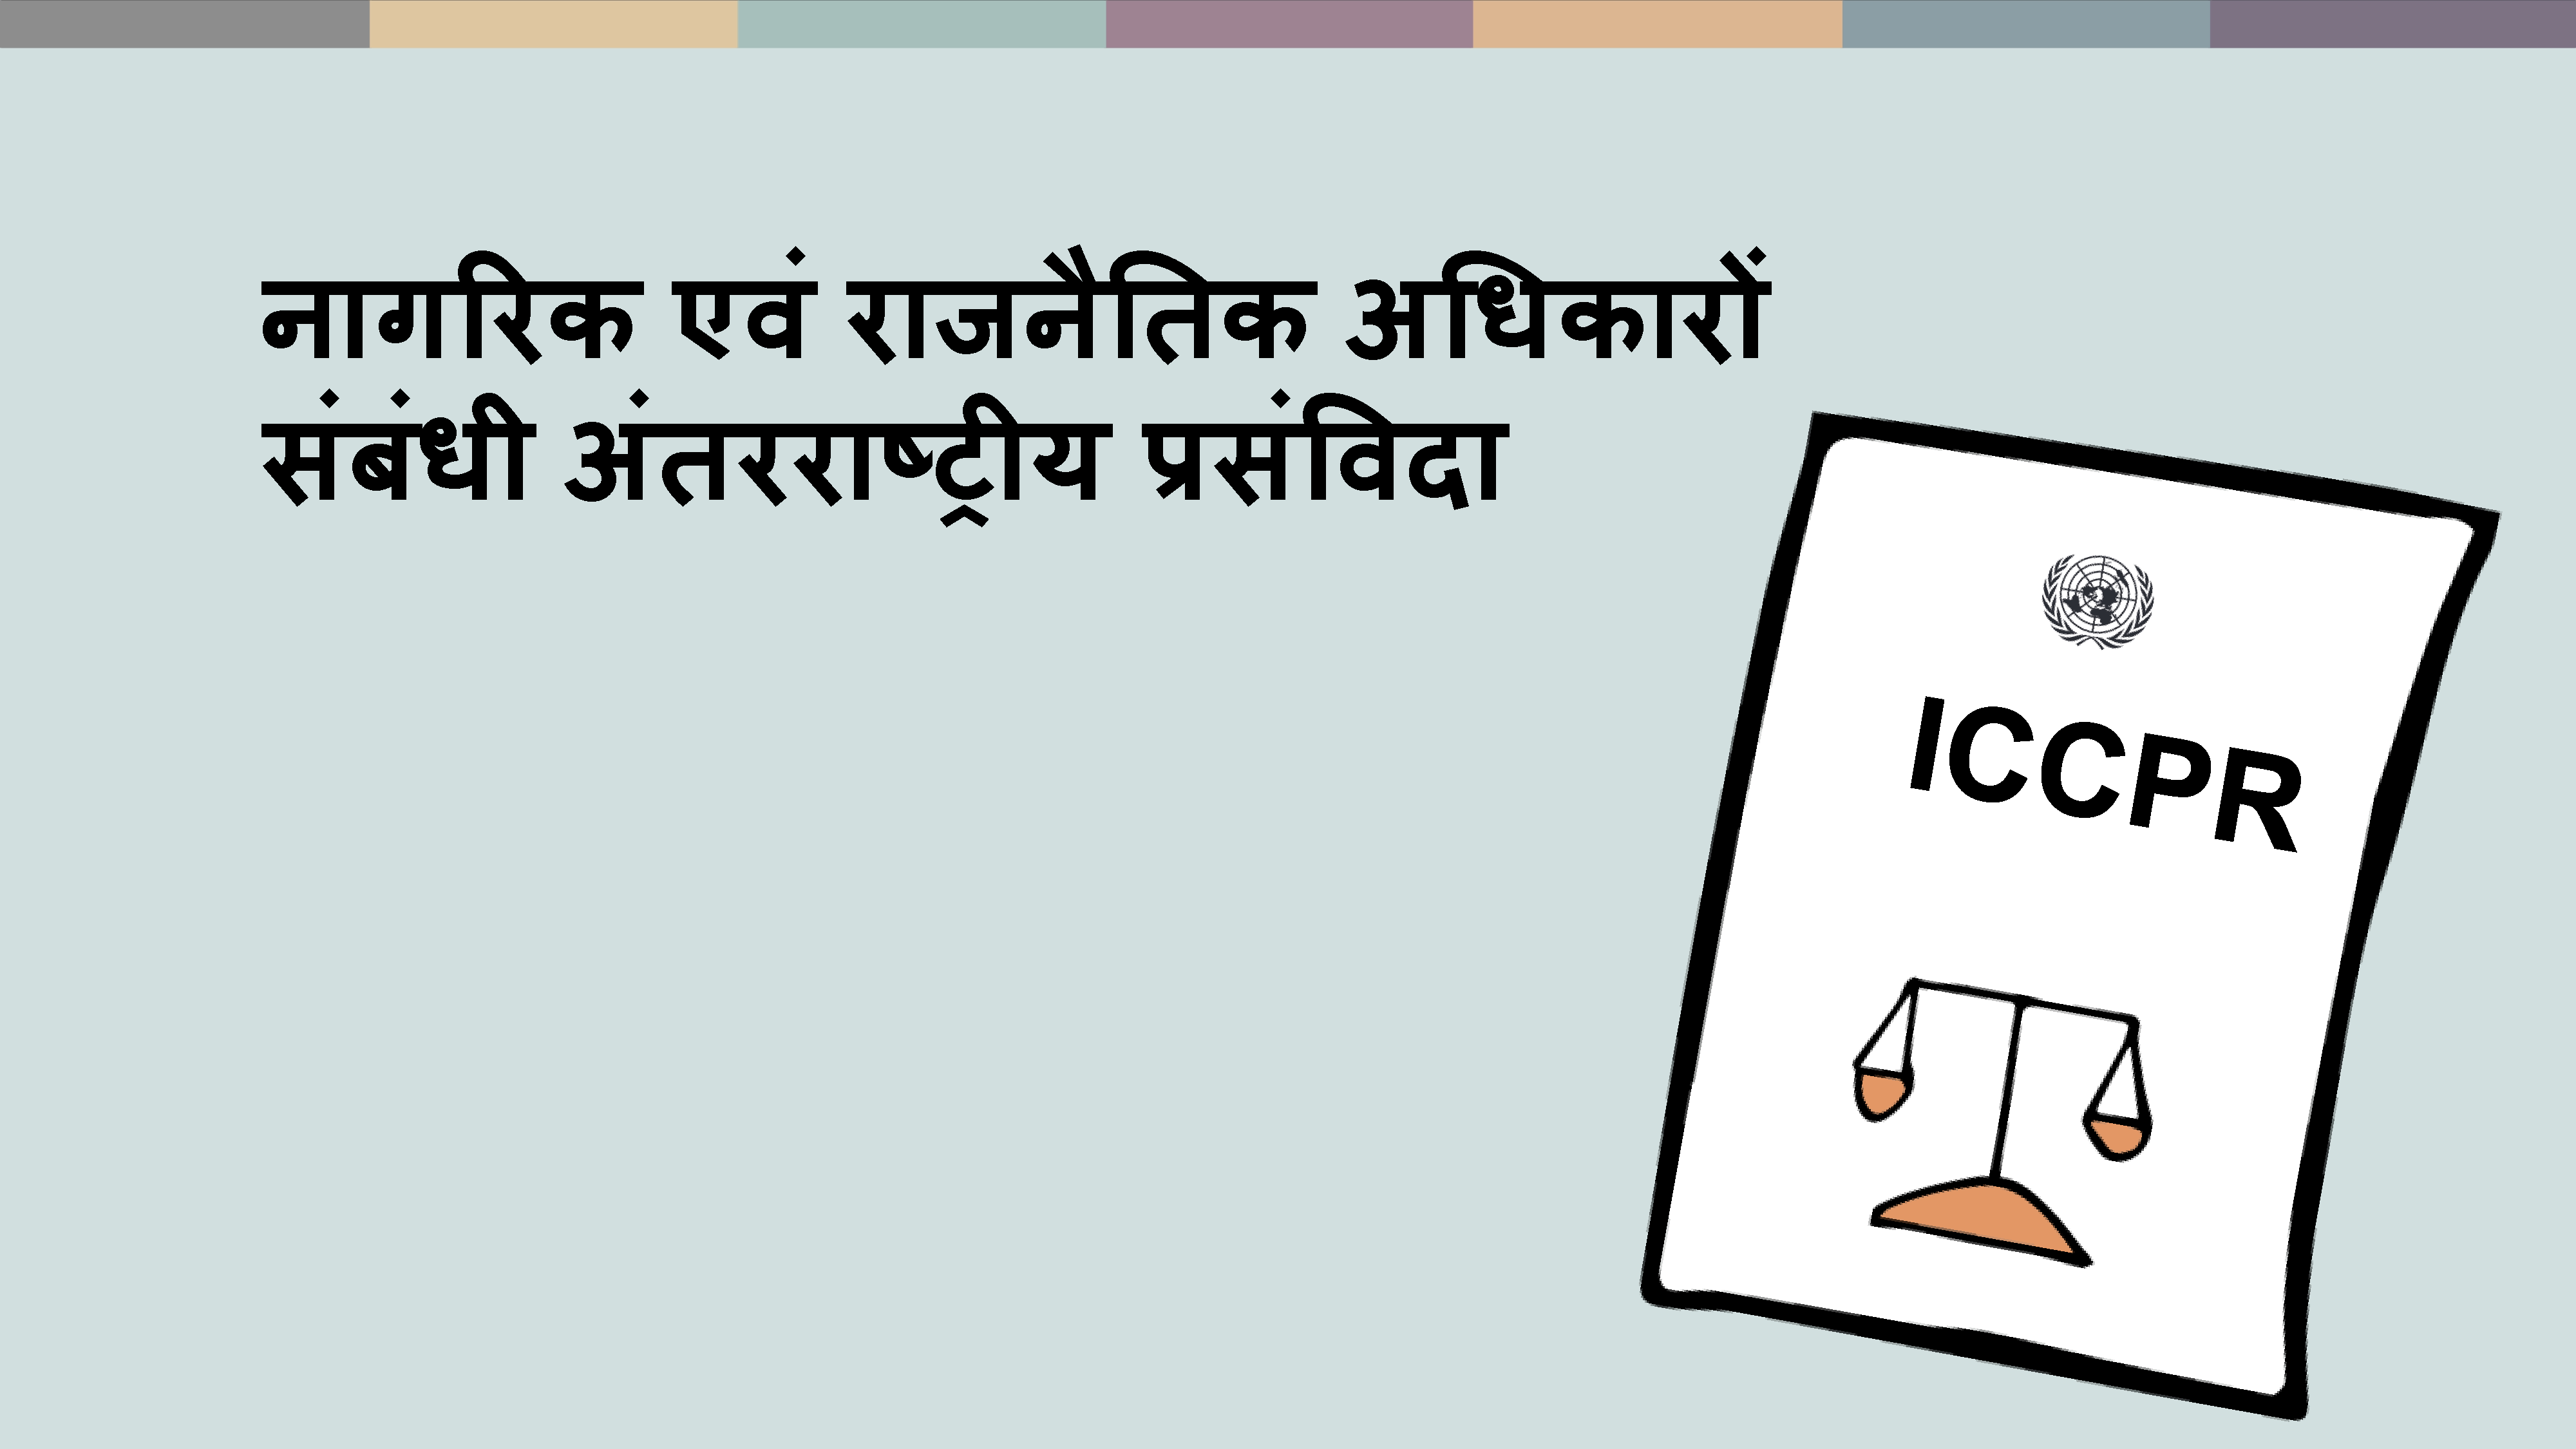 नागरिक एवं राजनैतिक अधिकारों
संबंधी अंतरराष्ट्रीय प्रसंविदा
ICCPR